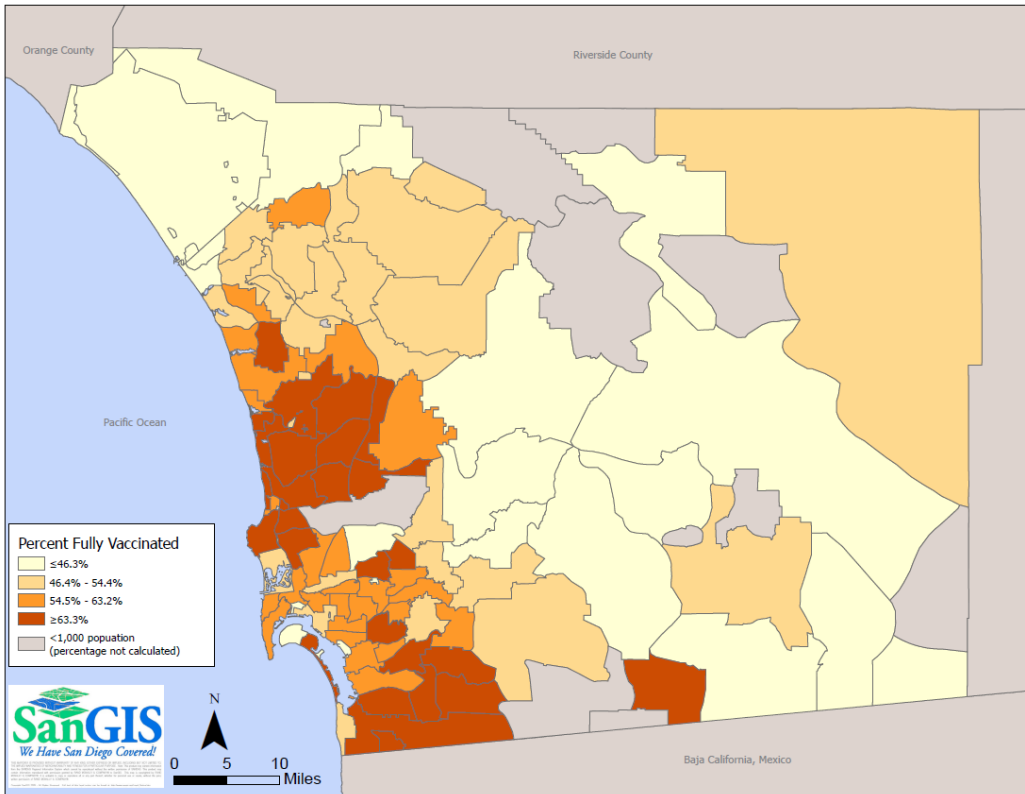 Orange County
Riverside County
Pacific Ocean
Percent Fully Vaccinated
≤46.3%
46.4% - 54.4%
54.5% - 63.2%
≥63.3%
<1,000 popuation
(percentage not calculated)
SanGIS
We Have San Diego Covered!
N
0 5 10
Miles
Baja California, Mexico